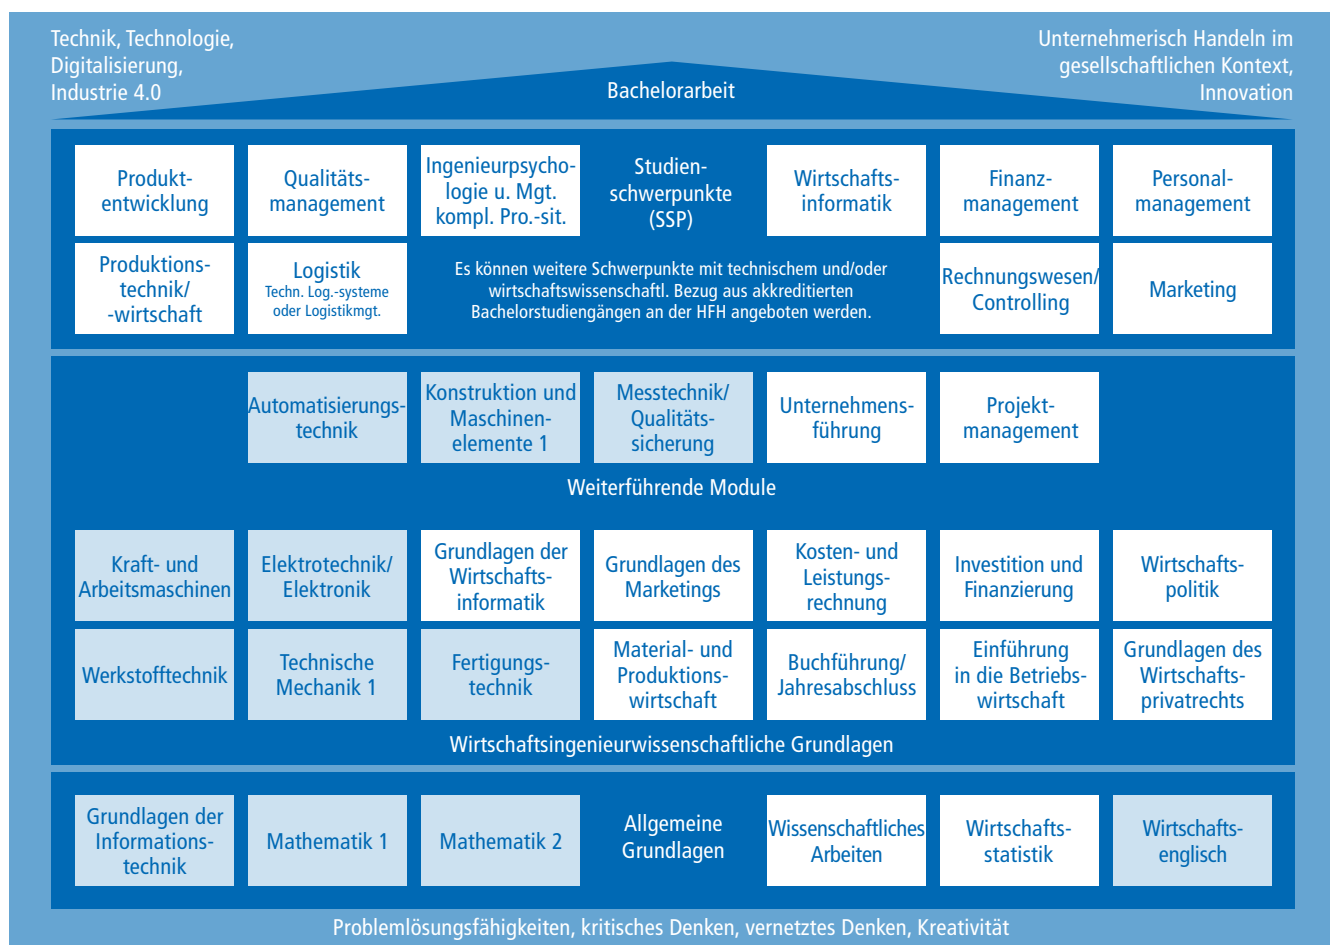 Technik, Technologie,
Digitalisierung,
Industrie 4.0
Unternehmerisch Handeln im
gesellschaftlichen Kontext,
Innovation
Bachelorarbeit
Produkt-
entwicklung
Qualitäts-
management
Ingenieurpsycho-
logie u. Mgt.
kompl. Pro.-sit.
Studien-
schwerpunkte
(SSP)
Wirtschafts-
informatik
Finanz-
management
Personal-
management
Produktions-
technik/
-wirtschaft
Logistik
Techn. Log.-systeme
oder Logistikmgt.
Es können weitere Schwerpunkte mit technischem und/oder
wirtschaftswissenschaftl. Bezug aus akkreditierten
Bachelorstudiengängen an der HFH angeboten werden.
Rechnungswesen/
Controlling
Marketing
Automatisierungs-
technik
Konstruktion und
Maschinen-
elemente 1
Messtechnik/
Qualitäts-
sicherung
Unternehmens-
führung
Projekt-
management
Weiterführende Module
Kraft- und
Arbeitsmaschinen
Elektrotechnik/
Elektronik
Grundlagen der
Wirtschafts-
informatik
Grundlagen des
Marketings
Kosten- und
Leistungs-
rechnung
Investition und
Finanzierung
Wirtschafts-
politik
Werkstofftechnik
Technische
Mechanik 1
Fertigungs-
technik
Material- und
Produktions-
wirtschaft
Buchführung/
Jahresabschluss
Einführung
in die Betriebs-
wirtschaft
Grundlagen des
Wirtschafts-
privatrechts
Wirtschaftsingenieurwissenschaftliche Grundlagen
Grundlagen der
Informations-
technik
Mathematik 1
Mathematik 2
Allgemeine
Grundlagen
Wissenschaftliches
Arbeiten
Wirtschafts-
statistik
Wirtschafts-
englisch
Problemlösungsfähigkeiten, kritisches Denken, vernetztes Denken, Kreativität